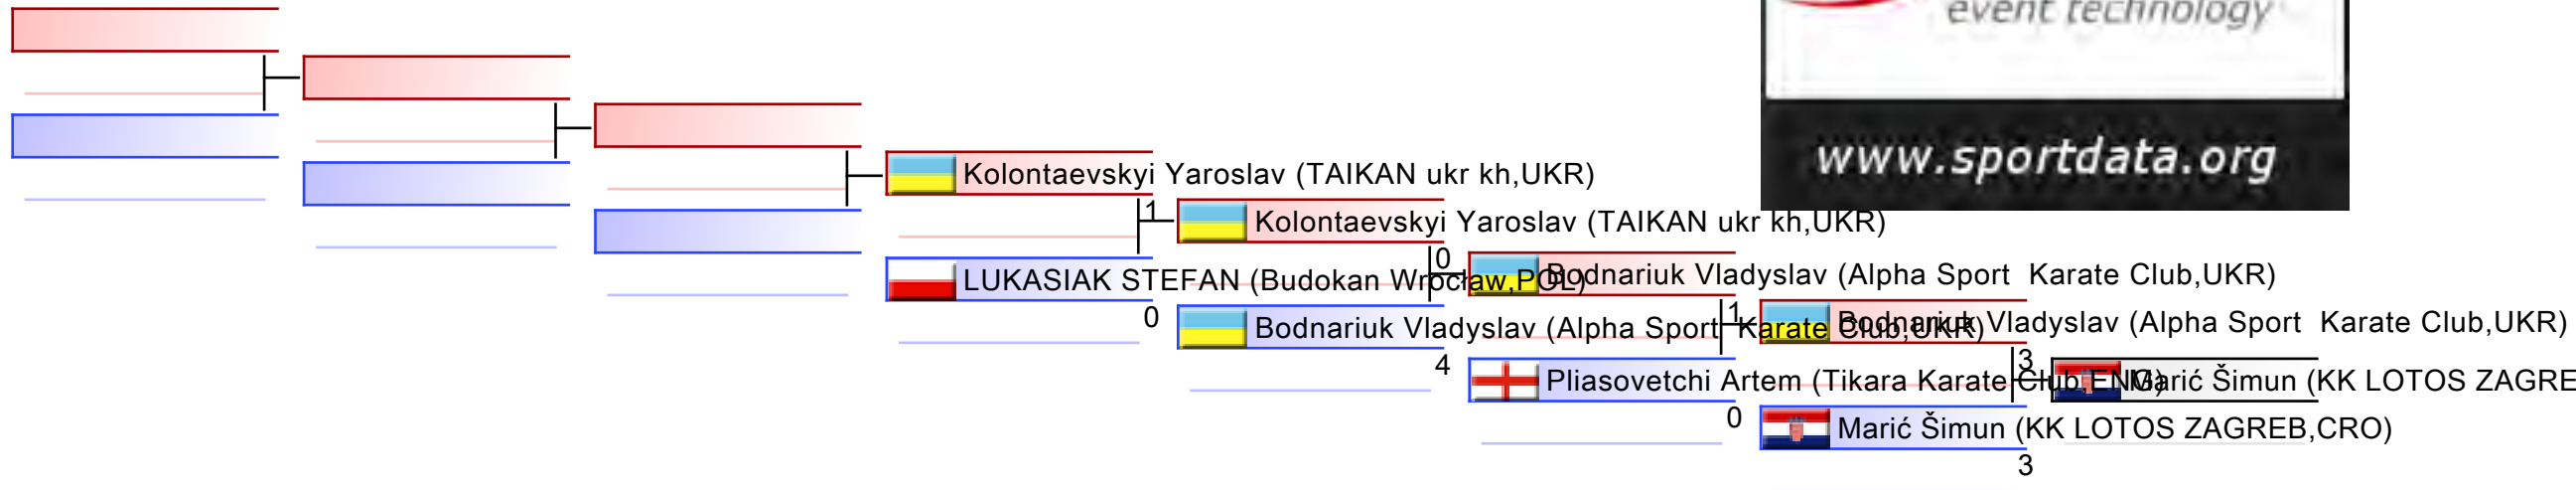 event technology
www.sportdata.org
Kolontaevskyi Yaroslav (TAIKAN ukr kh,UKR)
1
Kolontaevskyi Yaroslav (TAIKAN ukr kh,UKR)
LUKASIAK STEFAN (Budokan Wrocław,POL)
0
0
Bodnariuk Vladyslav (Alpha Sport  Karate Club,UKR)
Bodnariuk Vladyslav (Alpha Sport  Karate Club,UKR)
4
1
Bodnariuk Vladyslav (Alpha Sport  Karate Club,UKR)
Pliasovetchi Artem (Tikara Karate Club,ENG)
0
3
Marić Šimun (KK LOTOS ZAGRE
Marić Šimun (KK LOTOS ZAGREB,CRO)
3